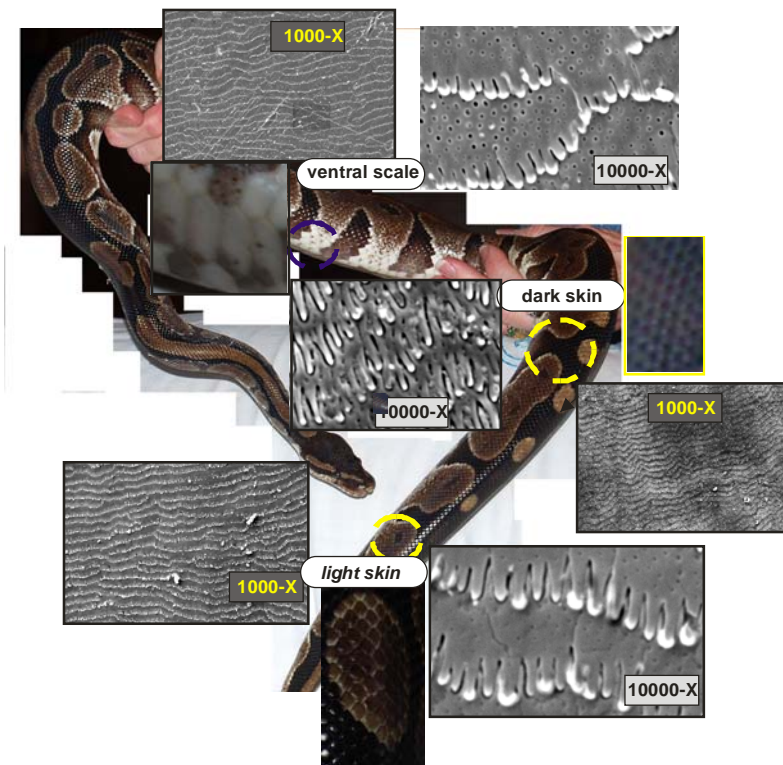 1000-X
10000-X
ventral scale
dark skin
10000-X
1000-X
1000-X
light skin
10000-X